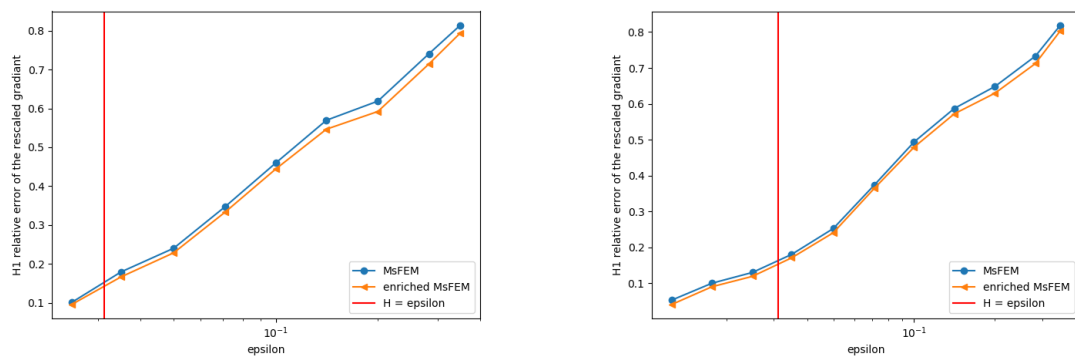 H1 relative error of the rescaled gradiant
0.8
0.7
0.6
0.5
0.4
0.3
0.2
0.1
MsFEM
enriched MsFEM
H = epsilon
10⁻¹
epsilon
H1 relative error of the rescaled gradiant
0.8
0.7
0.6
0.5
0.4
0.3
0.2
0.1
MsFEM
enriched MsFEM
H = epsilon
10⁻¹
epsilon